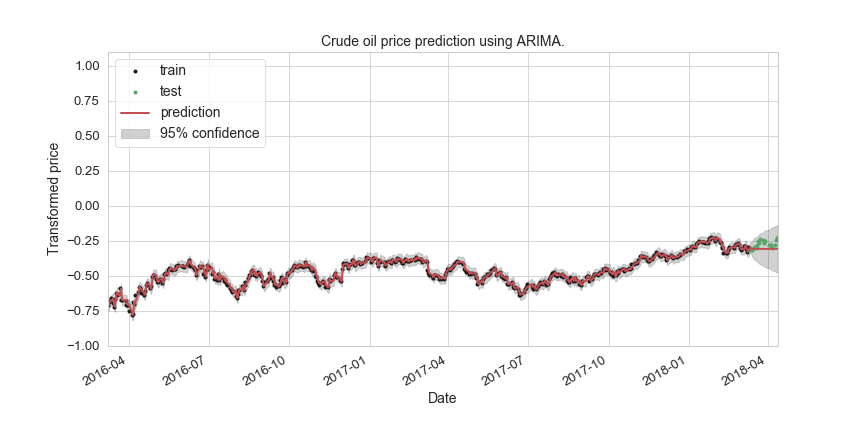 Crude oil price prediction using ARIMA.
train
test
prediction
95% confidence
Transformed price
1.00
0.75
0.50
0.25
0.00
−0.25
−0.50
−0.75
−1.00
2016-04
2016-07
2016-10
2017-01
2017-04
2017-07
2017-10
2018-01
2018-04
Date